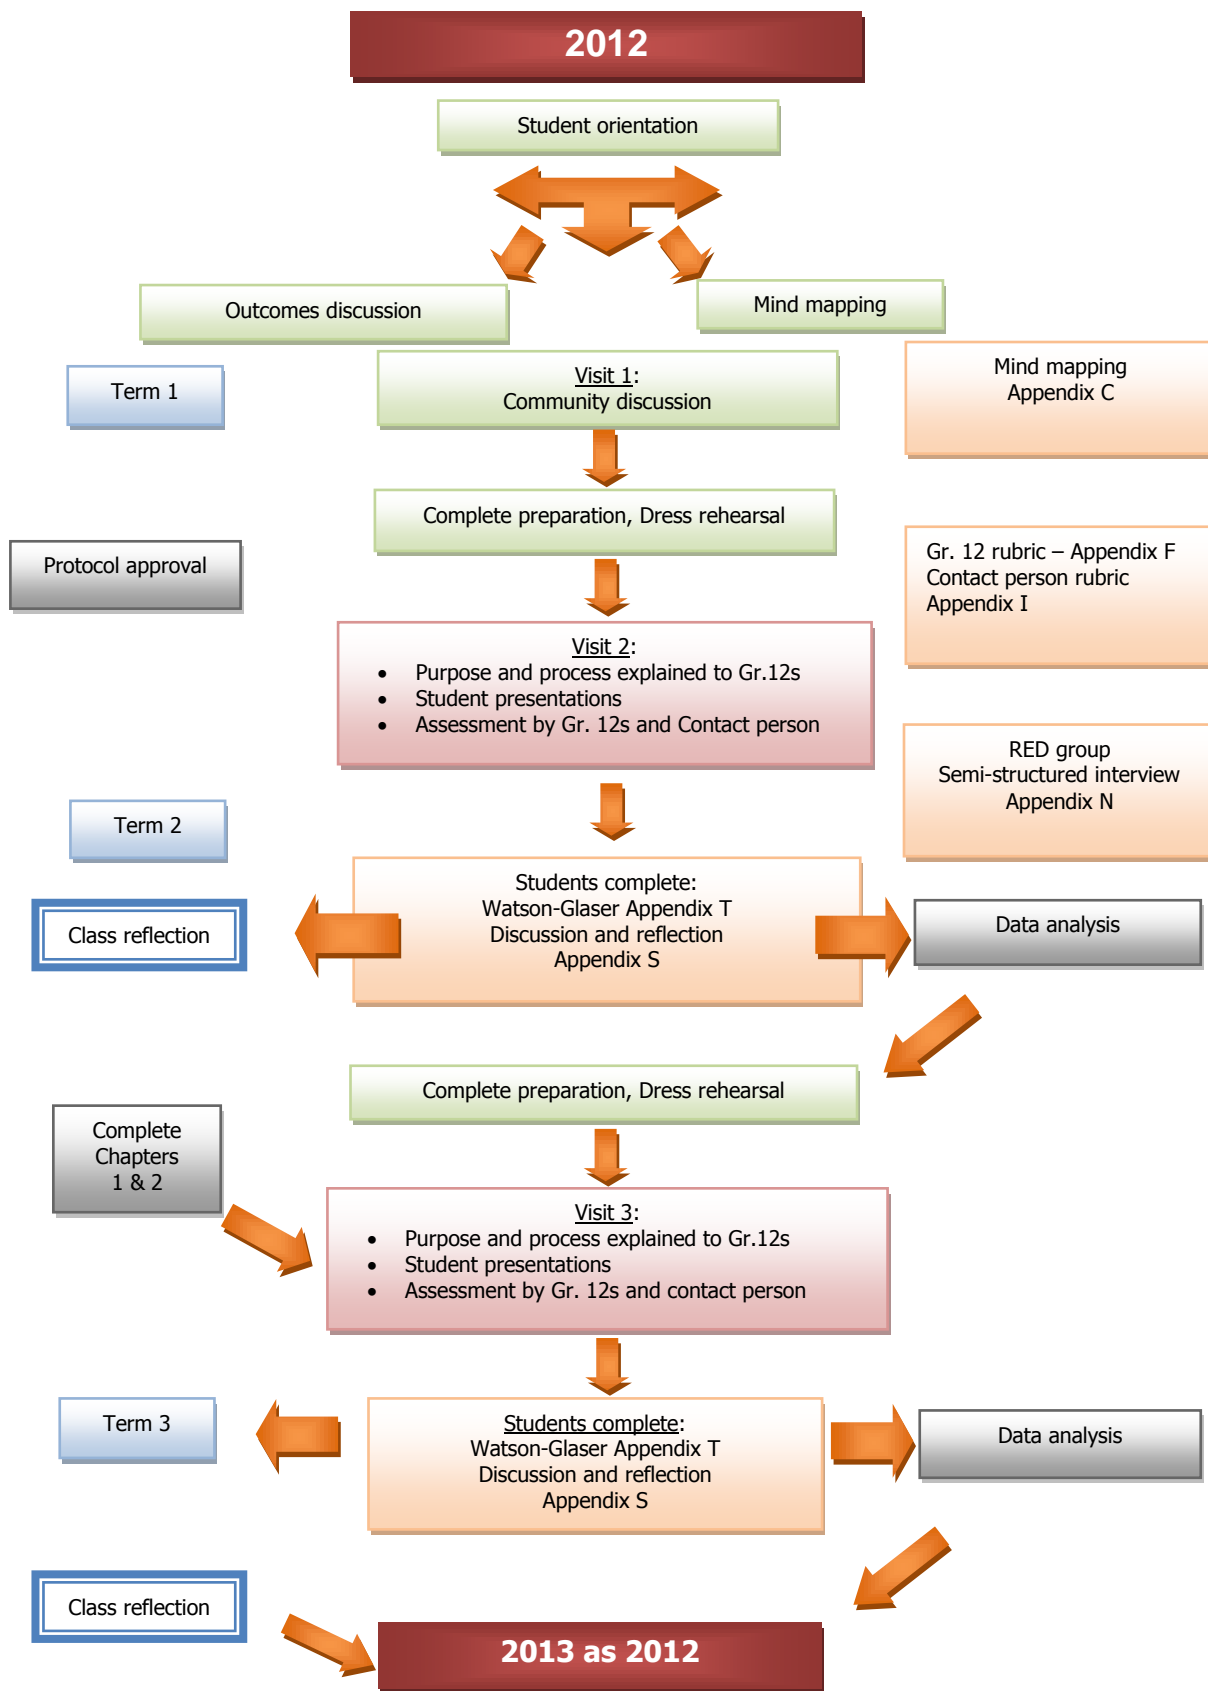 2012
Student orientation
Outcomes discussion
Mind mapping
Term 1
Visit 1:
Community discussion
Mind mapping
Appendix C
Complete preparation, Dress rehearsal
Protocol approval
Gr. 12 rubric – Appendix F
Contact person rubric
Appendix I
Visit 2:
• Purpose and process explained to Gr.12s
• Student presentations
• Assessment by Gr. 12s and Contact person
RED group
Semi-structured interview
Appendix N
Term 2
Students complete:
Watson-Glaser Appendix T
Discussion and reflection
Appendix S
Class reflection
Data analysis
Complete preparation, Dress rehearsal
Complete
Chapters
1 & 2
Visit 3:
• Purpose and process explained to Gr.12s
• Student presentations
• Assessment by Gr. 12s and contact person
Term 3
Students complete:
Watson-Glaser Appendix T
Discussion and reflection
Appendix S
Data analysis
Class reflection
2013 as 2012